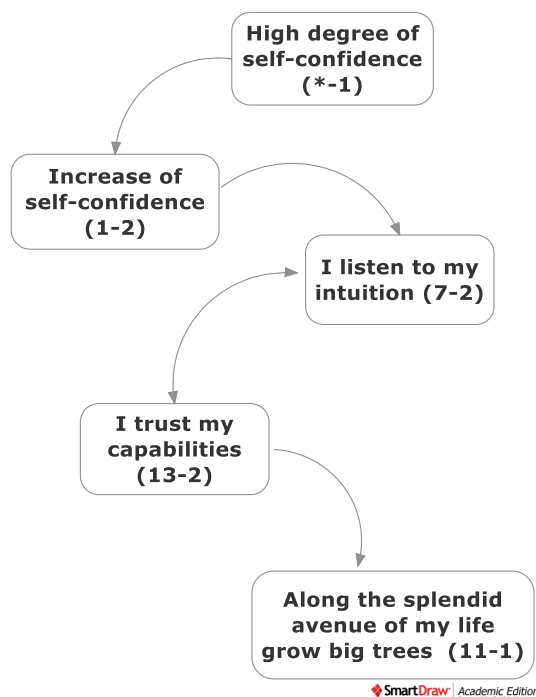 High degree of
self-confidence
(*-1)
Increase of
self-confidence
(1-2)
I listen to my
intuition (7-2)
I trust my
capabilities
(13-2)
Along the splendid
avenue of my life
grow big trees  (11-1)
SmartDraw Academic Edition